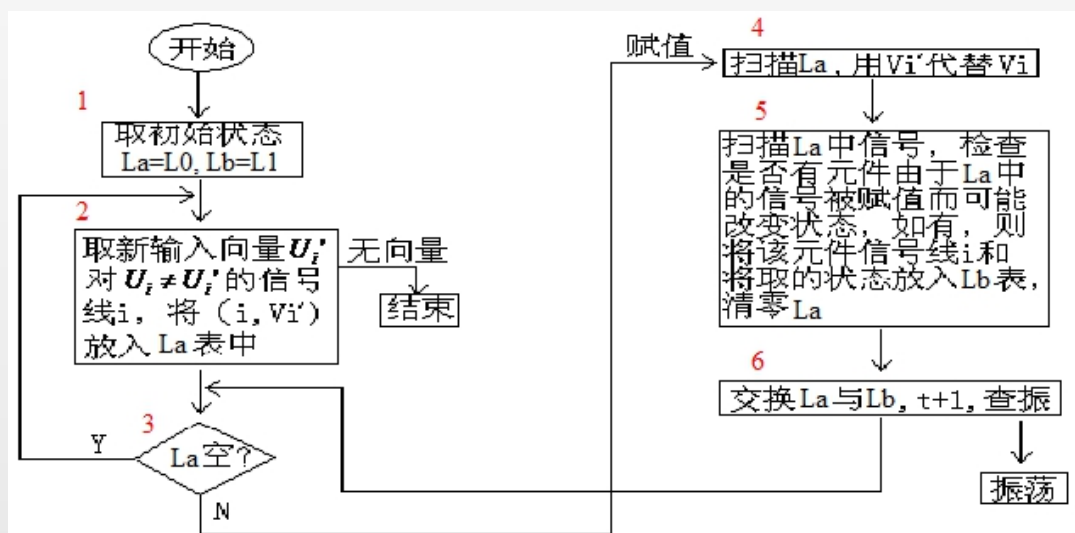 开始
1
取初始状态
La=L0, Lb=L1
2
取新输入向量Ui'
对Ui≠Ui'的信号
线i，将（i,Vi'）
放入La表中
无向量
结束
3
La空？
Y
N
赋值
4
扫描La,用Vi'代替Vi
5
扫描La中信号，检查
是否有元件由于La中
的信号被赋值而可能
改变状态，如有，则
将该元件信号线i和
将取的状态放入Lb表，
清零La
6
交换La与Lb,t+1,查振
振荡